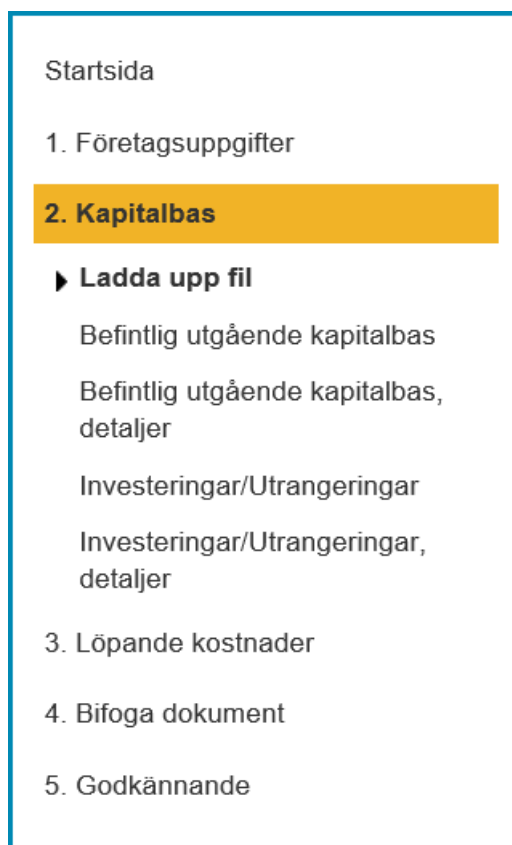 Startsida
1. Företagsuppgifter
2. Kapitalbas
Ladda upp fil
Befintlig utgående kapitalbas
Befintlig utgående kapitalbas,
detaljer
Investeringar/Utrangeringar
Investeringar/Utrangeringar,
detaljer
3. Löpande kostnader
4. Bifoga dokument
5. Godkännande